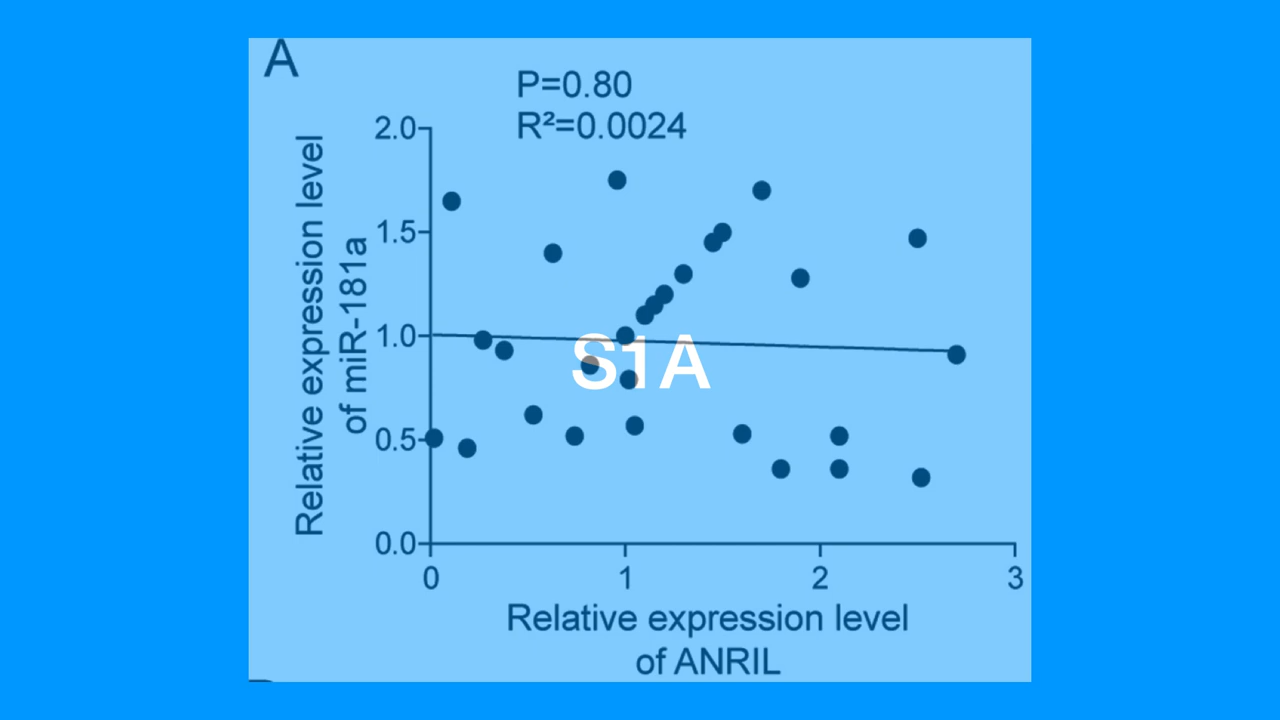 A
P=0.80
R²=0.0024
Relative expression level
of miR-181a
2.0
1.5
1.0
0.5
0.0
S1A
0 1 2 3
Relative expression level
of ANRIL